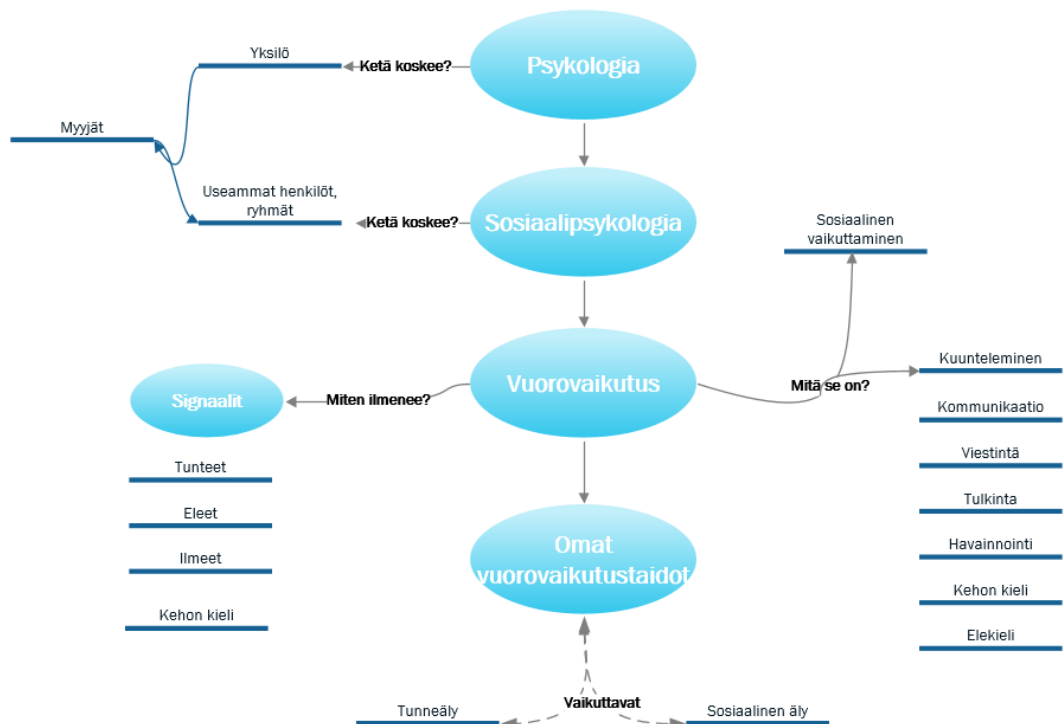 Yksilö
Ketä koskee?
Psykologia
Myyjät
Useammat henkilöt,
ryhmät
Ketä koskee?
Sosiaalipsykologia
Sosiaalinen
vaikuttaminen
Signaalit
Miten ilmenee?
Vuorovaikutus
Mitä se on?
Kuunteleminen
Kommunikaatio
Viestintä
Tulkinta
Havainnointi
Kehon kieli
Elekieli
Tunteet
Eleet
Ilmeet
Kehon kieli
Omat
vuorovaikutustaidot
Vaikuttavat
Tunneäly
Sosiaalinen äly